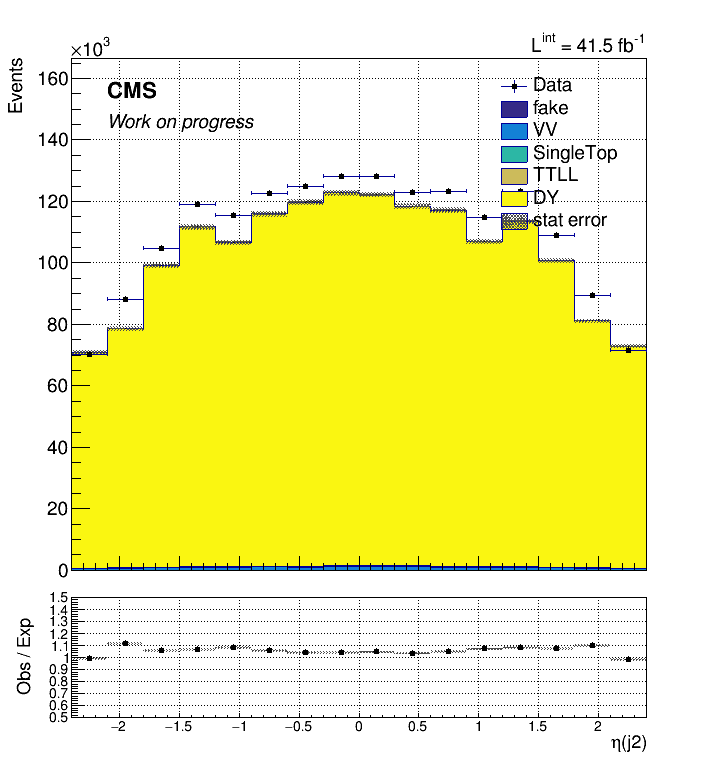 ×10³
L^int = 41.5 fb⁻¹
Events
CMS
Work on progress
Data
fake
VV
SingleTop
TTLL
DY
stat error
160
140
120
100
80
60
40
20
0
Obs / Exp
1.5
1.4
1.3
1.2
1.1
1
0.9
0.8
0.7
0.6
0.5
−2 −1.5 −1 −0.5 0 0.5 1 1.5 2
η(j2)